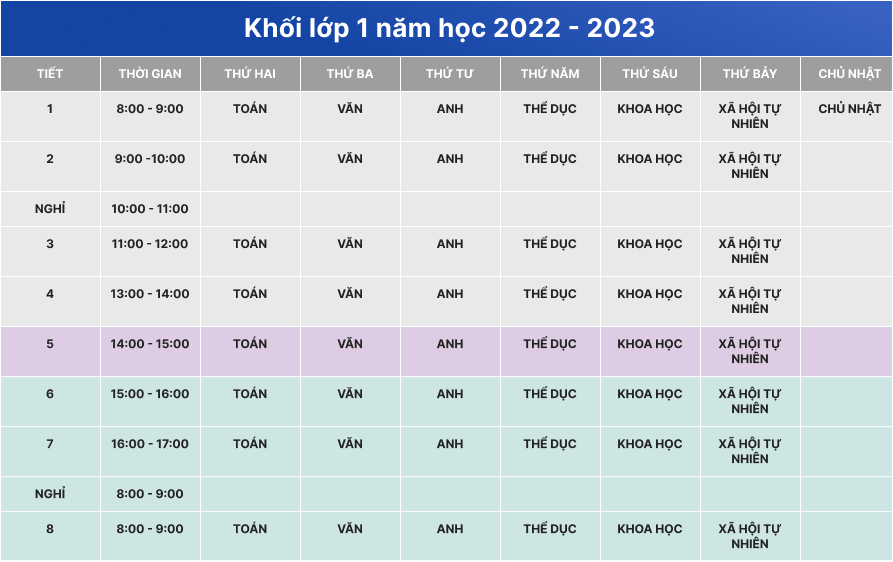 Khối lớp 1 năm học 2022 - 2023
TIẾT THỜI GIAN THỨ HAI THỨ BA THỨ TƯ THỨ NĂM THỨ SÁU THỨ BẢY CHỦ NHẬT
1 8:00 - 9:00 TOÁN VĂN ANH THỂ DỤC KHOA HỌC XÃ HỘI TỰ CHỦ NHẬT
NHIÊN
2 9:00 -10:00 TOÁN VĂN ANH THỂ DỤC KHOA HỌC XÃ HỘI TỰ
NHIÊN
NGHỈ 10:00 - 11:00
3 11:00 - 12:00 TOÁN VĂN ANH THỂ DỤC KHOA HỌC XÃ HỘI TỰ
NHIÊN
4 13:00 - 14:00 TOÁN VĂN ANH THỂ DỤC KHOA HỌC XÃ HỘI TỰ
NHIÊN
5 14:00 - 15:00 TOÁN VĂN ANH THỂ DỤC KHOA HỌC XÃ HỘI TỰ
NHIÊN
6 15:00 - 16:00 TOÁN VĂN ANH THỂ DỤC KHOA HỌC XÃ HỘI TỰ
NHIÊN
7 16:00 - 17:00 TOÁN VĂN ANH THỂ DỤC KHOA HỌC XÃ HỘI TỰ
NHIÊN
NGHỈ 8:00 - 9:00
8 8:00 - 9:00 TOÁN VĂN ANH THỂ DỤC KHOA HỌC XÃ HỘI TỰ
NHIÊN